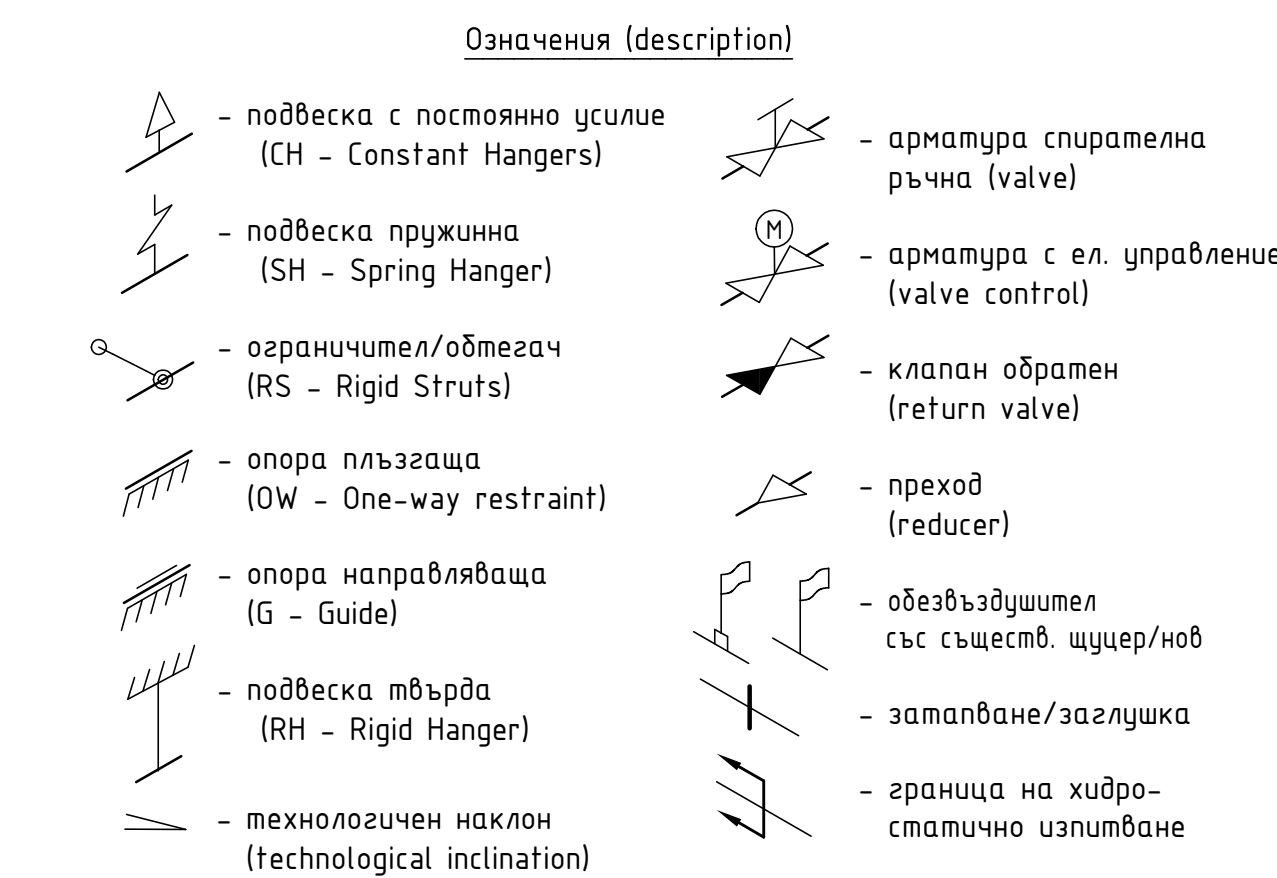 Означения (description)
- подвеска с постоянно усилие
(CH - Constant Hangers)
- подвеска пружинна
(SH - Spring Hanger)
- ограничител/обтегач
(RS - Rigid Struts)
- опора плъзгаща
(OW - One-way restraint)
- опора направляваща
(G - Guide)
- подвеска твърда
(RH - Rigid Hanger)
- технологичен наклон
(technological inclination)
- арматура спирателна
ръчна (valve)
M
- арматура с ел. управление
(valve control)
- клапан обратен
(return valve)
- преход
(reducer)
- обезвъздушител
със съществ. щуцер/нов
- затапване/заглушка
- граница на хидро-
статично изпитване